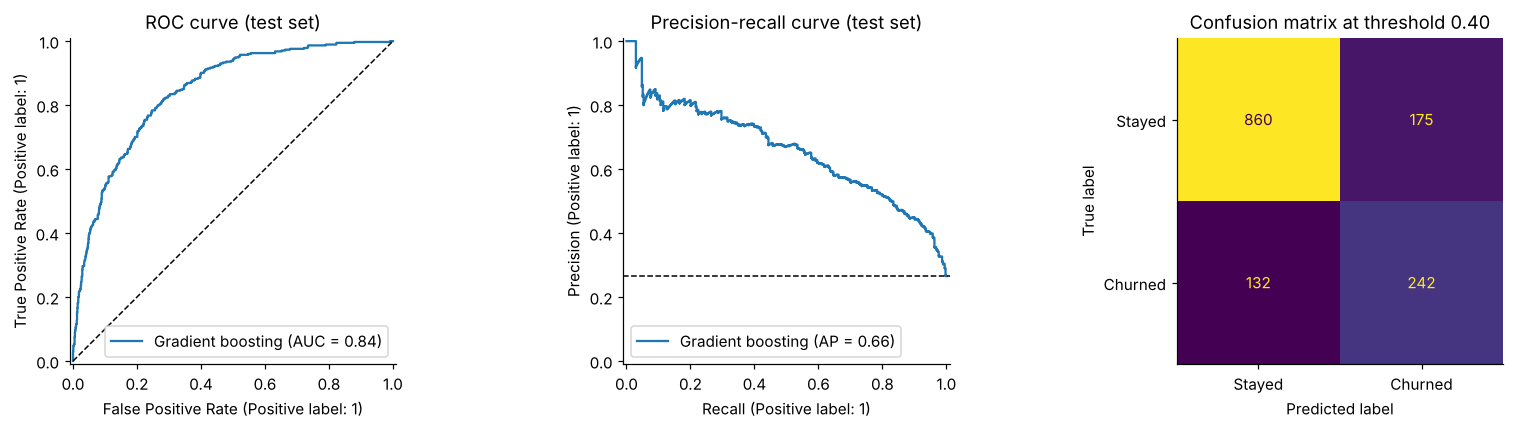 ROC curve (test set)
True Positive Rate (Positive label: 1)
1.0
0.8
0.6
0.4
0.2
0.0
Gradient boosting (AUC = 0.84)
0.0 0.2 0.4 0.6 0.8 1.0
False Positive Rate (Positive label: 1)
Precision-recall curve (test set)
Precision (Positive label: 1)
1.0
0.8
0.6
0.4
0.2
0.0
Gradient boosting (AP = 0.66)
0.0 0.2 0.4 0.6 0.8 1.0
Recall (Positive label: 1)
Confusion matrix at threshold 0.40
True label
Stayed 860 175
Churned 132 242
Stayed Churned
Predicted label